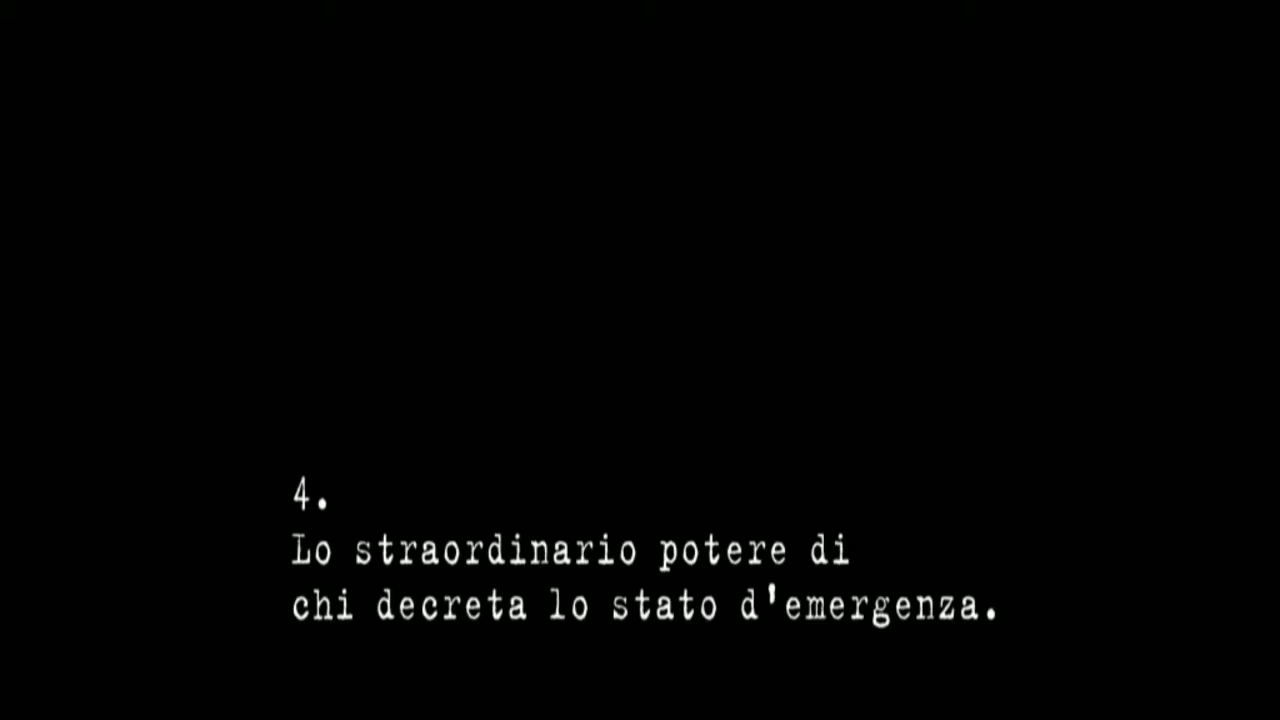 4.
Lo straordinario potere di
chi decreta lo stato d'emergenza.